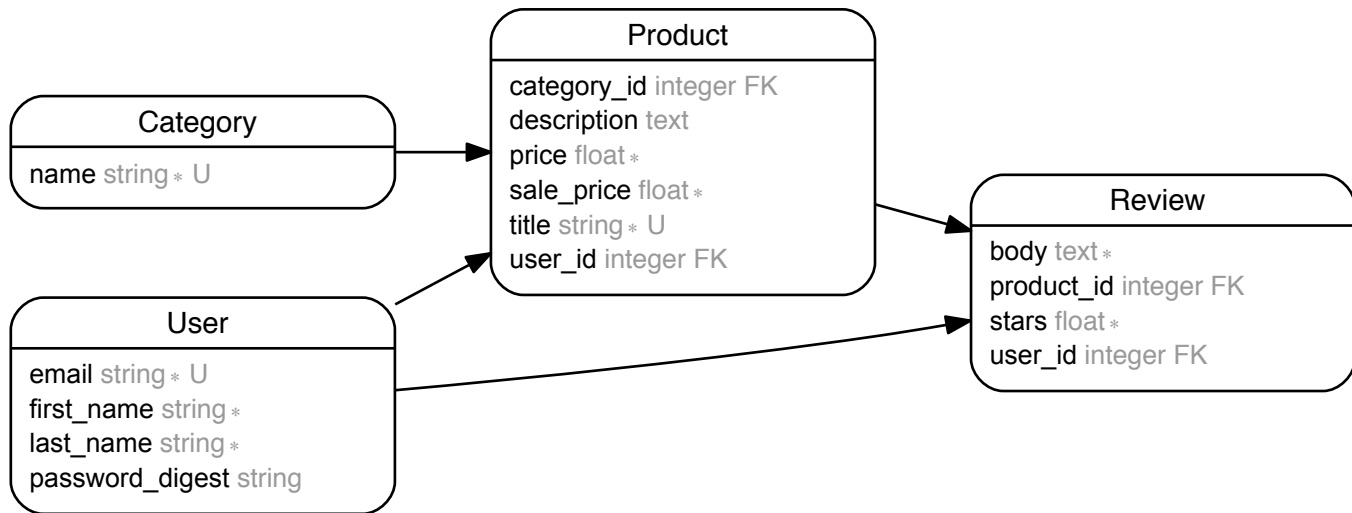 Category
name string∗ U
User
email string∗ U
first_name string∗
last_name string∗
password_digest string
Product
category_id integer FK
description text
price float∗
sale_price float∗
title string∗ U
user_id integer FK
Review
body text∗
product_id integer FK
stars float∗
user_id integer FK